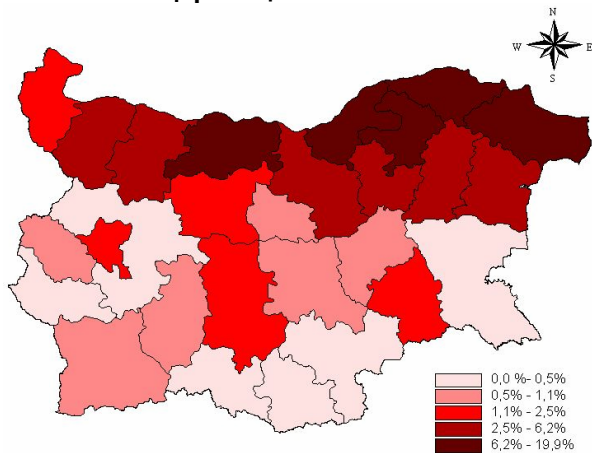 N
W E
S
0,0 %- 0,5%
0,5% - 1,1%
1,1% - 2,5%
2,5% - 6,2%
6,2% - 19,9%